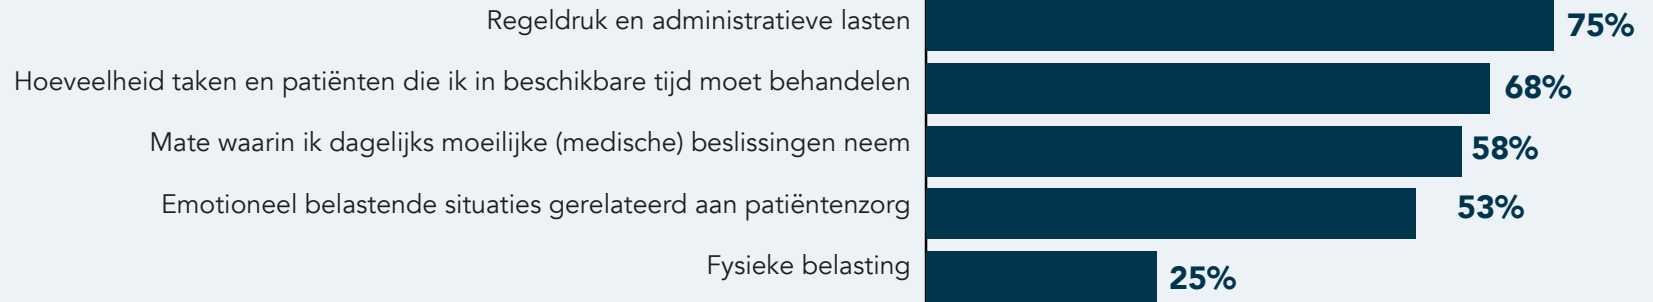 Regeldruk en administratieve lasten 75%
Hoeveelheid taken en patiënten die ik in beschikbare tijd moet behandelen 68%
Mate waarin ik dagelijks moeilijke (medische) beslissingen neem 58%
Emotioneel belastende situaties gerelateerd aan patiëntenzorg 53%
Fysieke belasting 25%